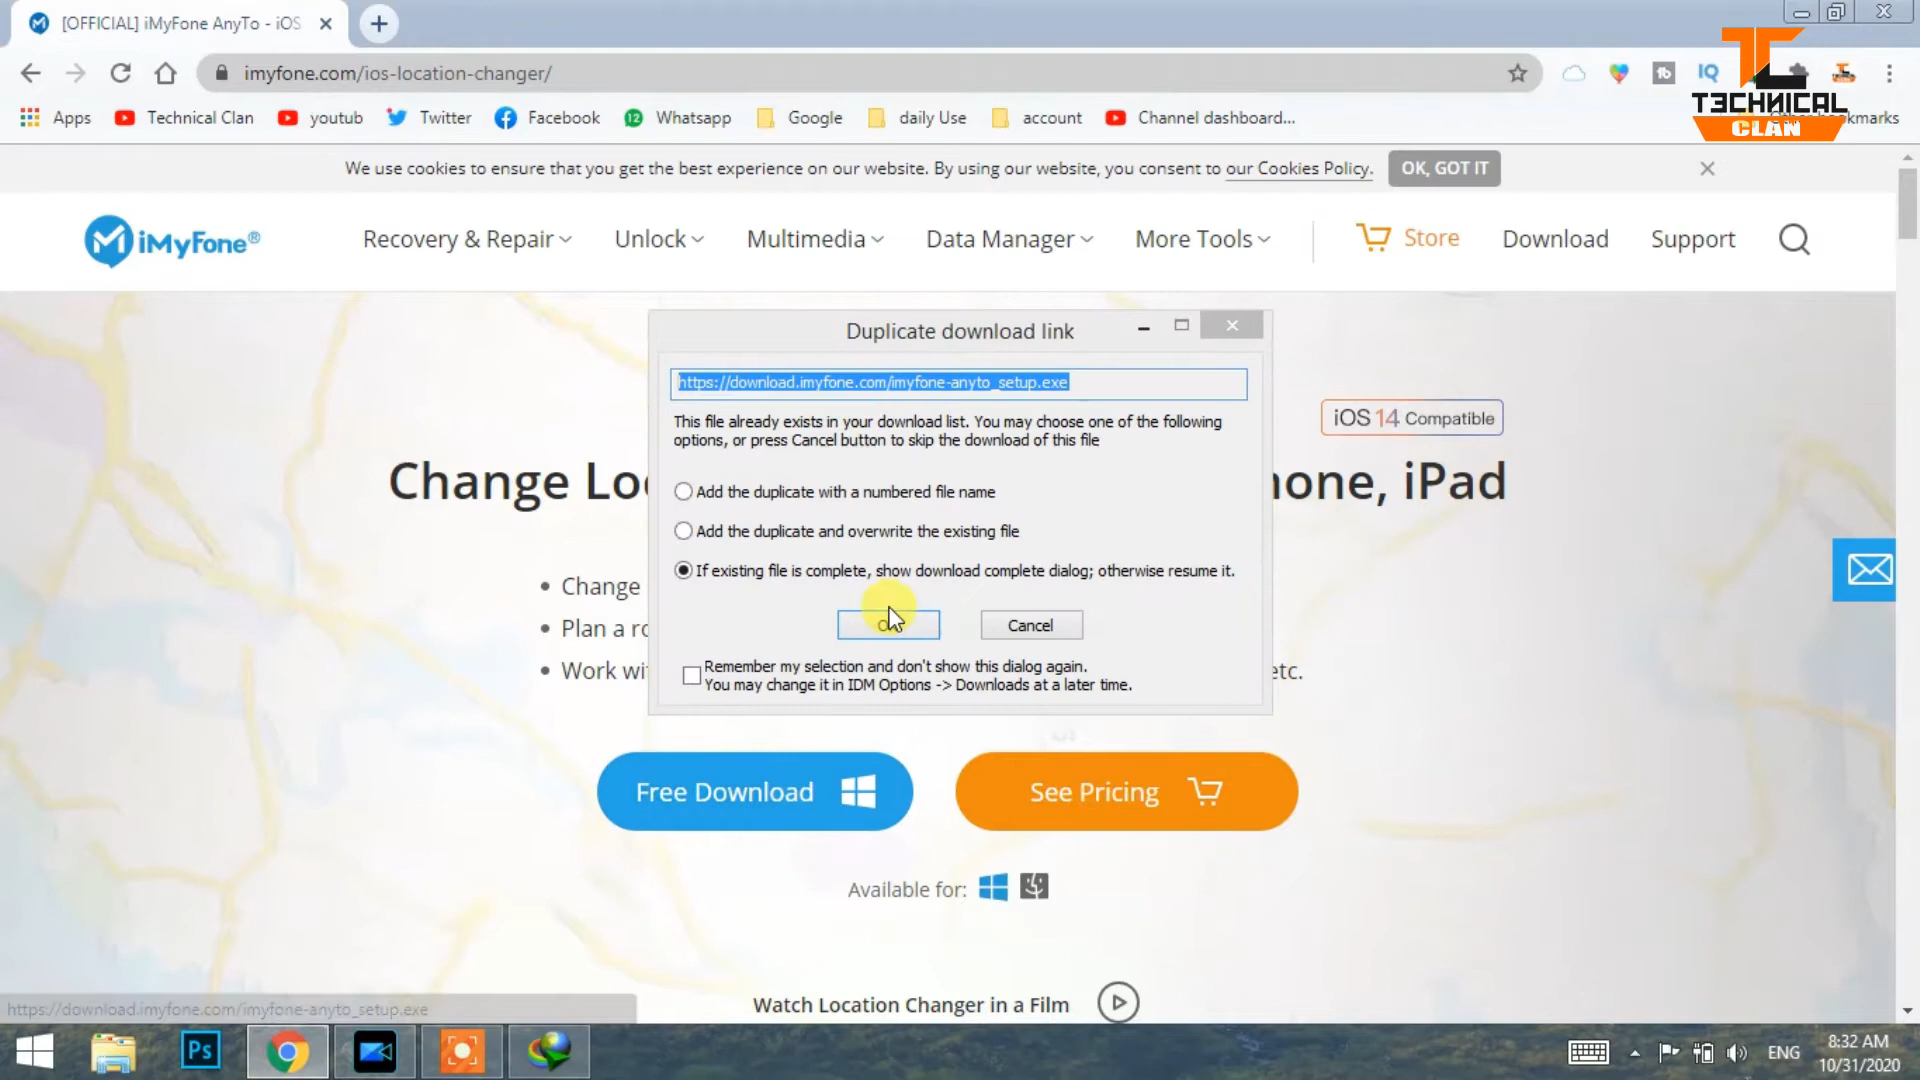 [OFFICIAL] iMyFone AnyTo - iOS
imyfone.com/ios-location-changer/
IQ
Apps
Technical Clan
youtub
Twitter
Facebook
12
Whatsapp
Google
daily Use
account
Channel dashboard...
T3CHNICAL
CLAN
We use cookies to ensure that you get the best experience on our website. By using our website, you consent to our Cookies Policy.
OK, GOT IT
iMyFone®
Recovery & Repair
Unlock
Multimedia
Data Manager
More Tools
Store
Download
Support
Duplicate download link
https://download.imyfone.com/imyfone-anyto_setup.exe
This file already exists in your download list. You may choose one of the following
options, or press Cancel button to skip the download of this file
Add the duplicate with a numbered file name
Add the duplicate and overwrite the existing file
If existing file is complete, show download complete dialog; otherwise resume it.
Cancel
Remember my selection and don't show this dialog again.
You may change it in IDM Options -> Downloads at a later time.
iOS 14 Compatible
Change
iPad
Change
Plan a
etc.
Free Download
See Pricing
Available for:
Watch Location Changer in a Film
https://download.imyfone.com/imyfone-anyto_setup.exe
Ps
ENG
8:32 AM
10/31/2020